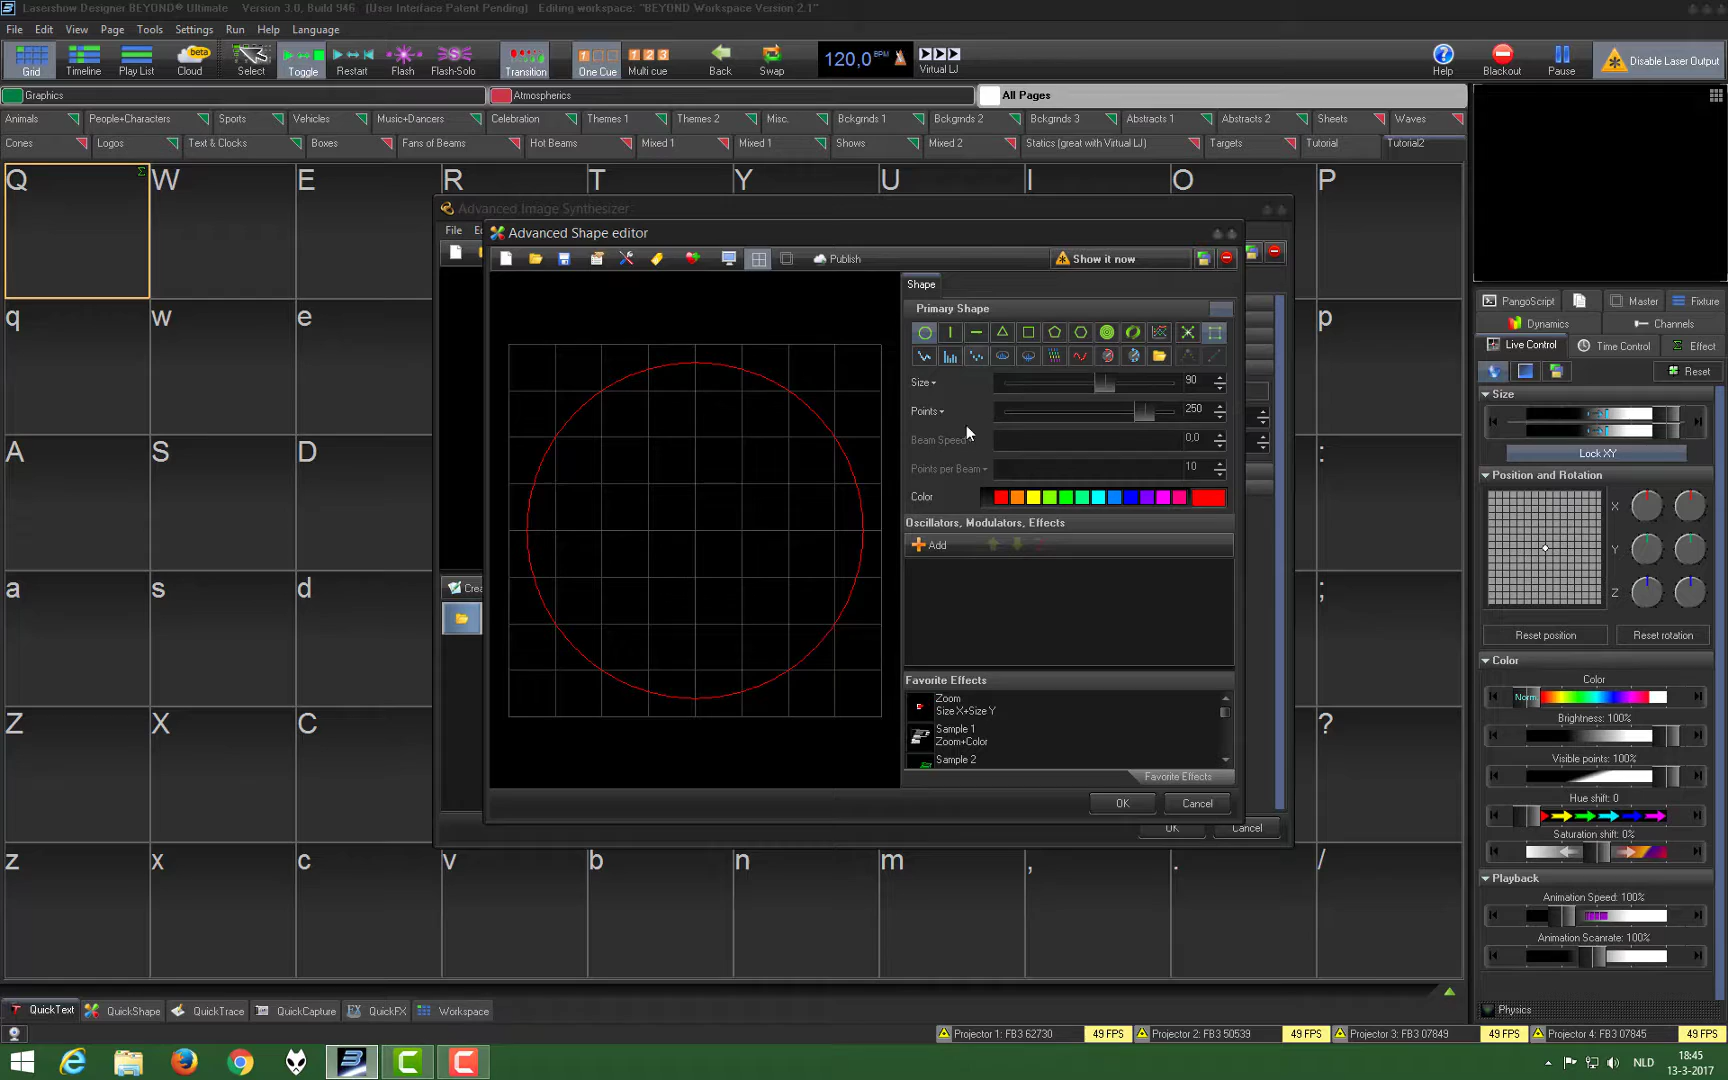 Lasershow Designer BEYOND® Ultimate Version 3.0, Build 946 (User Interface Patent Pending) Editing workspace: "BEYOND Workspace Version 2.1"
File Edit View Page Tools Settings Run Help Language
Grid Timeline Play List Cloud beta Select Toggle Restart Flash Flash-Solo Transition One Cue Multi cue Back Swap 120,0 BPM Virtual LJ Help Blackout Pause Disable Laser Output
Graphics Atmospherics All Pages
Animals People+Characters Sports Vehicles Music+Dancers Celebration Themes 1 Themes 2 Misc. Bckgrnds 1 Bckgrnds 2 Bckgrnds 3 Abstracts 1 Abstracts 2 Sheets Waves
Cones Logos Text & Clocks Boxes Fans of Beams Hot Beams Mixed 1 Mixed 1 Shows Mixed 2 Statics (great with Virtual LJ) Targets Tutorial Tutorial2
Q W E R T Y U I O P
q w e p
A S D :
a s d ;
Z X C ?
z x c v b n m , . /
Advanced Image Synthesizer
File
Crea
OK Cancel
Advanced Shape editor
Publish Show it now
Shape
Primary Shape
Size 90
Points 250
Beam Speed 0,0
Points per Beam 10
Color
Oscillators, Modulators, Effects
Add
Favorite Effects
Zoom
Size X+Size Y
Sample 1
Zoom+Color
Sample 2
Favorite Effects
OK Cancel
PangoScript Master Fixture
Dynamics Channels
Live Control Time Control Effect
Reset
Size
Lock XY
Position and Rotation
X
Y
Z
Reset position Reset rotation
Color
Color
Norm
Brightness: 100%
Visible points: 100%
Hue shift: 0
Saturation shift: 0%
Playback
Animation Speed: 100%
Animation Scanrate: 100%
Physics
QuickText QuickShape QuickTrace QuickCapture FX QuickFX Workspace
Projector 1: FB3 62730 49 FPS Projector 2: FB3 50539 49 FPS Projector 3: FB3 07849 49 FPS Projector 4: FB3 07845 49 FPS
NLD 18:45
13-3-2017